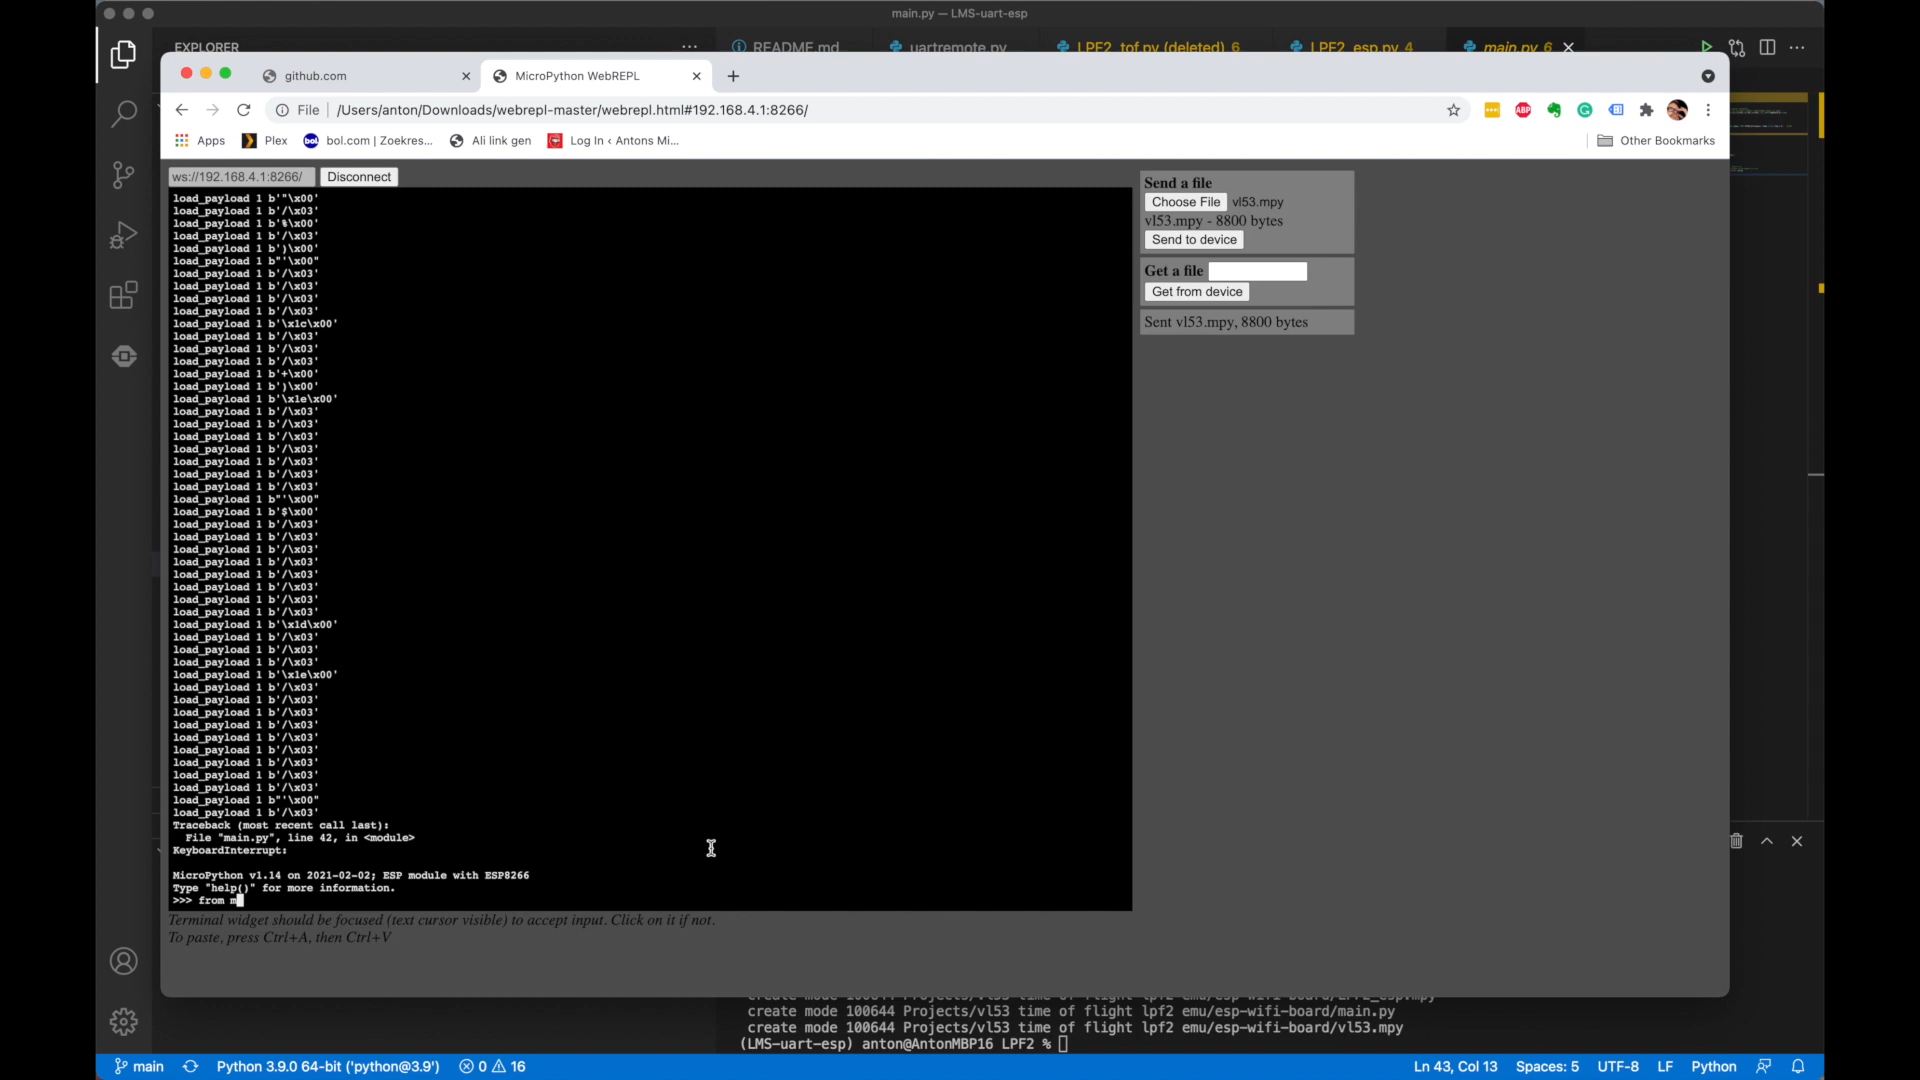 main.py — LMS-uart-esp
EXPLORER
README.md
uartremote.py
LPF2_tof.py (deleted) 6
LPF2_esp.py 4
main.py 6
github.com
MicroPython WebREPL
File
/Users/anton/Downloads/webrepl-master/webrepl.html#192.168.4.1:8266/
ABP
Apps
Plex
bol.
bol.com | Zoekres...
Ali link gen
Log In ‹ Antons Mi...
Other Bookmarks
ws://192.168.4.1:8266/
Disconnect
load_payload 1 b'"\x00'
load_payload 1 b'/\x03'
load_payload 1 b'%\x00'
load_payload 1 b'/\x03'
load_payload 1 b')\x00'
load_payload 1 b"'\x00"
load_payload 1 b'/\x03'
load_payload 1 b'/\x03'
load_payload 1 b'/\x03'
load_payload 1 b'/\x03'
load_payload 1 b'\x1c\x00'
load_payload 1 b'/\x03'
load_payload 1 b'/\x03'
load_payload 1 b'/\x03'
load_payload 1 b'+\x00'
load_payload 1 b')\x00'
load_payload 1 b'\x1e\x00'
load_payload 1 b'/\x03'
load_payload 1 b'/\x03'
load_payload 1 b'/\x03'
load_payload 1 b'/\x03'
load_payload 1 b'/\x03'
load_payload 1 b'/\x03'
load_payload 1 b'/\x03'
load_payload 1 b"'\x00"
load_payload 1 b'$\x00'
load_payload 1 b'/\x03'
load_payload 1 b'/\x03'
load_payload 1 b'/\x03'
load_payload 1 b'/\x03'
load_payload 1 b'/\x03'
load_payload 1 b'/\x03'
load_payload 1 b'/\x03'
load_payload 1 b'/\x03'
load_payload 1 b'\x1d\x00'
load_payload 1 b'/\x03'
load_payload 1 b'/\x03'
load_payload 1 b'/\x03'
load_payload 1 b'\x1e\x00'
load_payload 1 b'/\x03'
load_payload 1 b'/\x03'
load_payload 1 b'/\x03'
load_payload 1 b'/\x03'
load_payload 1 b'/\x03'
load_payload 1 b'/\x03'
load_payload 1 b'/\x03'
load_payload 1 b'/\x03'
load_payload 1 b'/\x03'
load_payload 1 b"'\x00"
load_payload 1 b'/\x03'
Traceback (most recent call last):
File "main.py", line 42, in <module>
KeyboardInterrupt:
MicroPython v1.14 on 2021-02-02; ESP module with ESP8266
Type "help()" for more information.
>>> from m
Terminal widget should be focused (text cursor visible) to accept input. Click on it if not.
To paste, press Ctrl+A, then Ctrl+V
Send a file
Choose File vl53.mpy
vl53.mpy - 8800 bytes
Send to device
Get a file
Get from device
Sent vl53.mpy, 8800 bytes
create mode 100644 Projects/vl53 time of flight lpf2 emu/esp-wifi-board/LPF2_esp.mpy
create mode 100644 Projects/vl53 time of flight lpf2 emu/esp-wifi-board/main.py
create mode 100644 Projects/vl53 time of flight lpf2 emu/esp-wifi-board/vl53.mpy
(LMS-uart-esp) anton@AntonMBP16 LPF2 %
main
Python 3.9.0 64-bit ('python@3.9')
0
16
Ln 43, Col 13
Spaces: 5
UTF-8
LF
Python